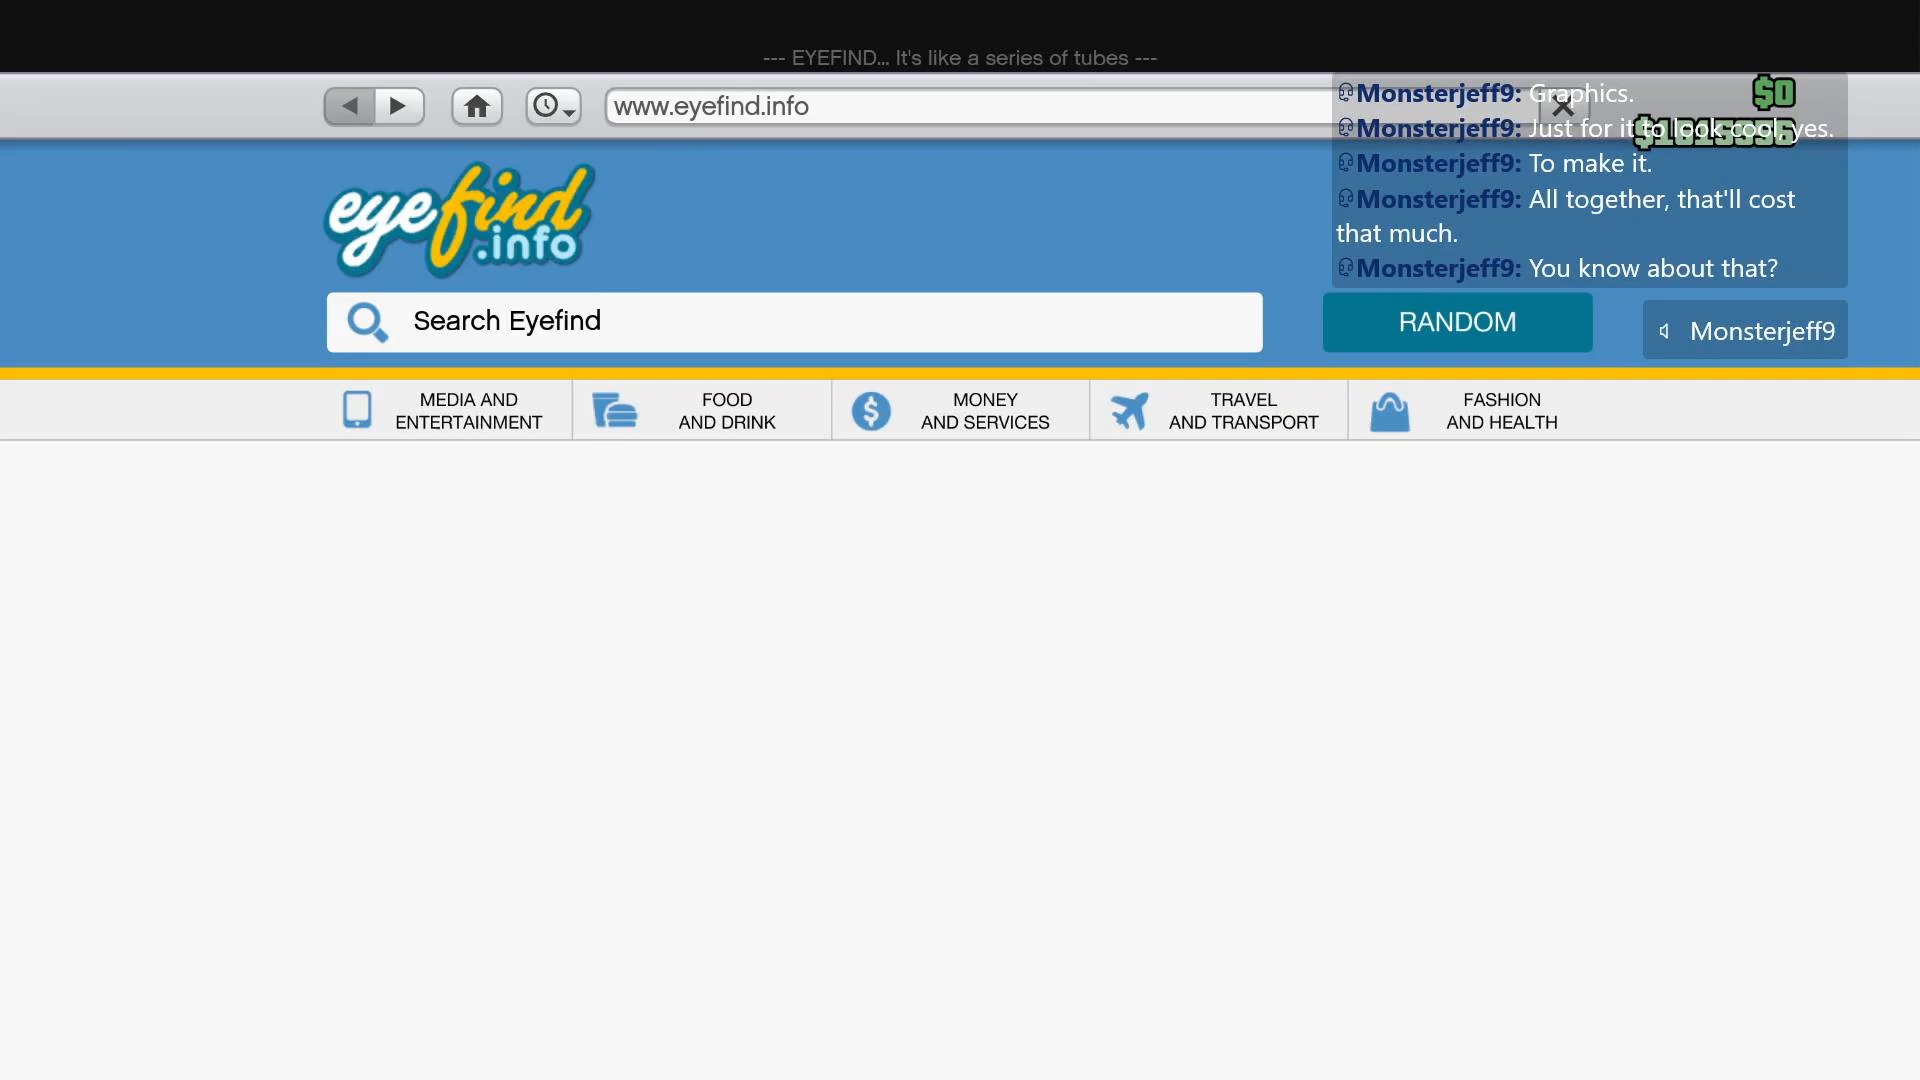 --- EYEFIND... It's like a series of tubes ---
www.eyefind.info
Monsterjeff9: Graphics.
$0
Monsterjeff9: Just for it to look cool, yes.
Monsterjeff9: To make it.
Monsterjeff9: All together, that'll cost
that much.
Monsterjeff9: You know about that?
eyefind
.info
Search Eyefind
RANDOM
Monsterjeff9
MEDIA AND
ENTERTAINMENT
FOOD
AND DRINK
MONEY
AND SERVICES
TRAVEL
AND TRANSPORT
FASHION
AND HEALTH